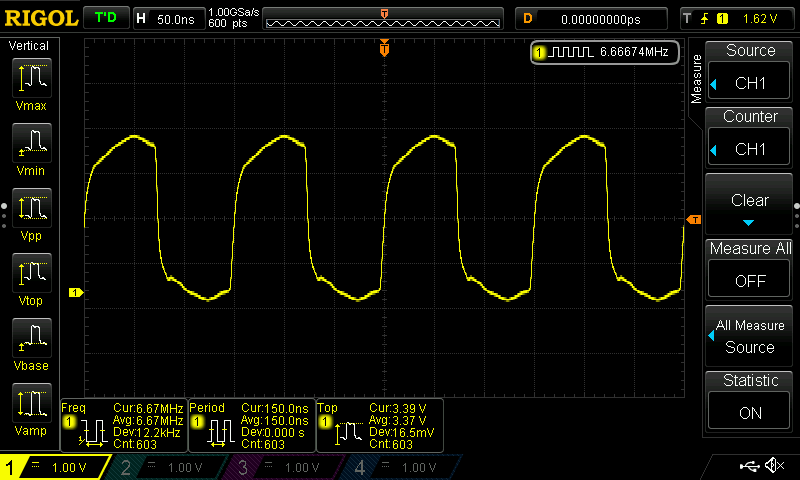 RIGOL T'D H 50.0ns 1.00GSa/s 600 pts T D 0.00000000ps T 1 1.62 V
Vertical
Vmax
Vmin
Vpp
Vtop
Vbase
Vamp
T
1 6.66674MHz
T
1
Measure
Source
CH1
Counter
CH1
Clear
Measure All
OFF
All Measure
Source
Statistic
ON
Freq
1
Cur:6.67MHz
Avg:6.67MHz
Dev:12.2kHz
Cnt:603
Period
1
Cur:150.0ns
Avg:150.0ns
Dev:0.000 s
Cnt:603
Top
1
Cur:3.39 V
Avg:3.37 V
Dev:16.5mV
Cnt:603
1 1.00 V 2 1.00 V 3 1.00 V 4 1.00 V